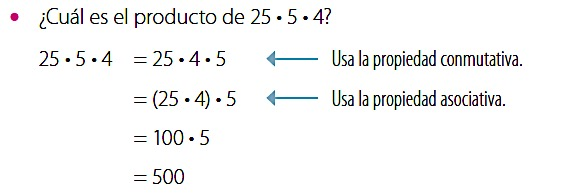 • ¿Cuál es el producto de 25 • 5 • 4?
25 • 5 • 4 = 25 • 4 • 5 Usa la propiedad conmutativa.
= (25 • 4) • 5 Usa la propiedad asociativa.
= 100 • 5
= 500